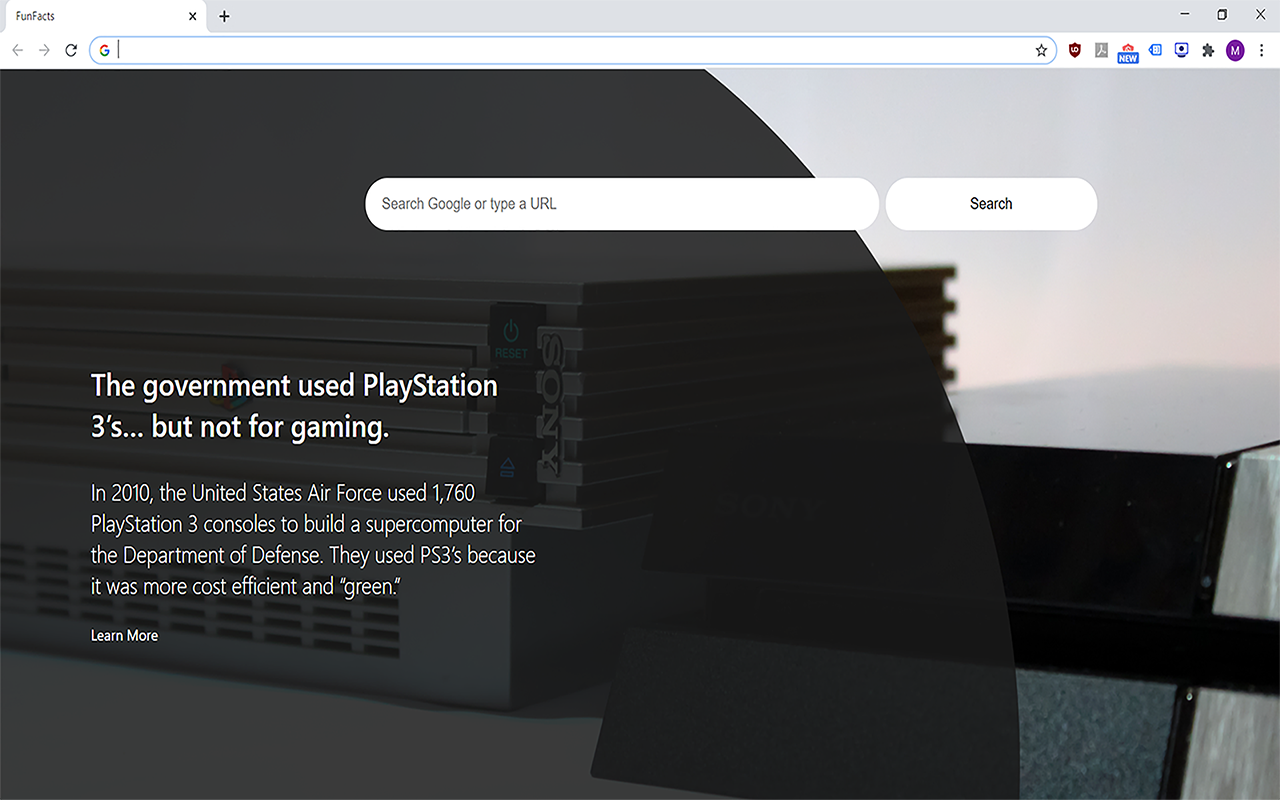 FunFacts
NEW
M
Search Google or type a URL
Search
RESET
SONY
The government used PlayStation
3’s... but not for gaming.
In 2010, the United States Air Force used 1,760
PlayStation 3 consoles to build a supercomputer for
the Department of Defense. They used PS3’s because
it was more cost efficient and “green.”
SONY
Learn More